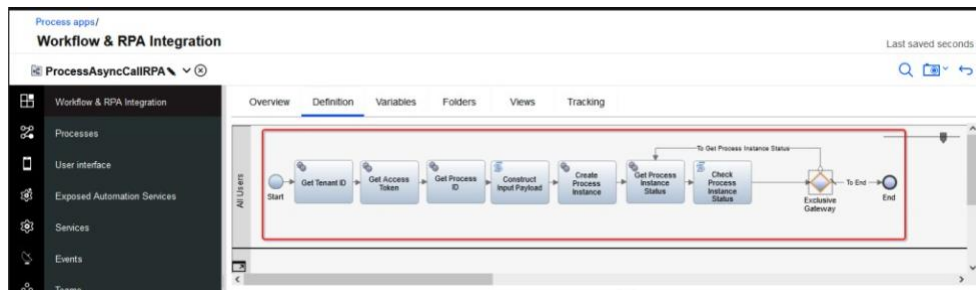 Process apps/
Workflow & RPA Integration
Last saved seconds
ProcessAsyncCallRPA
Workflow & RPA Integration
Overview Definition Variables Folders Views Tracking
Processes
User interface
Exposed Automation Services
Services
Events
Teams
All Users
To Get Process Instance Status
Start
Get Tenant ID
Get Access
Token
Get Process
ID
Construct
Input Payload
Create
Process
Instance
Get Process
Instance
Status
Check
Process
Instance
Status
Exclusive
Gateway
To End
End